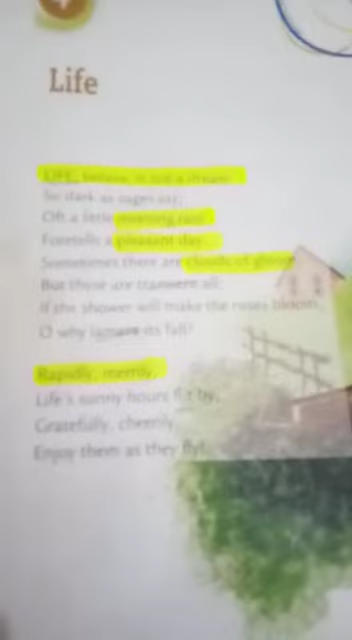 Life
LIFE, believe, is not a dream
So dark as sages say;
Oft a little morning rain
Foretells a pleasant day.
Sometimes there are clouds of gloom,
But these are transient all;
If the shower will make the roses bloom,
O why lament its fall?
Rapidly, merrily,
Life's sunny hours flit by,
Gratefully, cheerily,
Enjoy them as they fly!